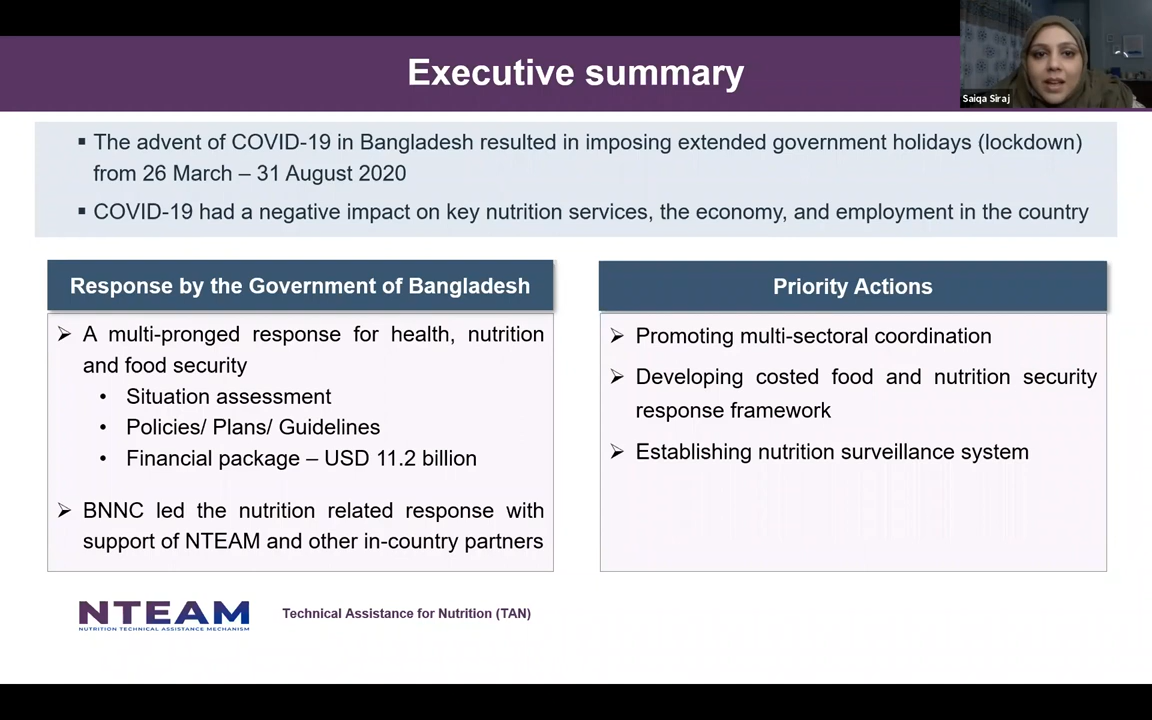 Executive summary
Saiqa Siraj
▪ The advent of COVID-19 in Bangladesh resulted in imposing extended government holidays (lockdown)
from 26 March – 31 August 2020
▪ COVID-19 had a negative impact on key nutrition services, the economy, and employment in the country
Response by the Government of Bangladesh
➢ A multi-pronged response for health, nutrition
and food security
• Situation assessment
• Policies/ Plans/ Guidelines
• Financial package – USD 11.2 billion
➢ BNNC led the nutrition related response with
support of NTEAM and other in-country partners
Priority Actions
➢ Promoting multi-sectoral coordination
➢ Developing costed food and nutrition security
response framework
➢ Establishing nutrition surveillance system
NTEAM
NUTRITION TECHNICAL ASSISTANCE MECHANISM
Technical Assistance for Nutrition (TAN)